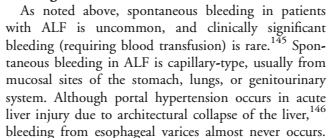 As noted above, spontaneous bleeding in patients
with ALF is uncommon, and clinically significant
bleeding (requiring blood transfusion) is rare.145 Spon-
taneous bleeding in ALF is capillary-type, usually from
mucosal sites of the stomach, lungs, or genitourinary
system. Although portal hypertension occurs in acute
liver injury due to architectural collapse of the liver,146
bleeding from esophageal varices almost never occurs.